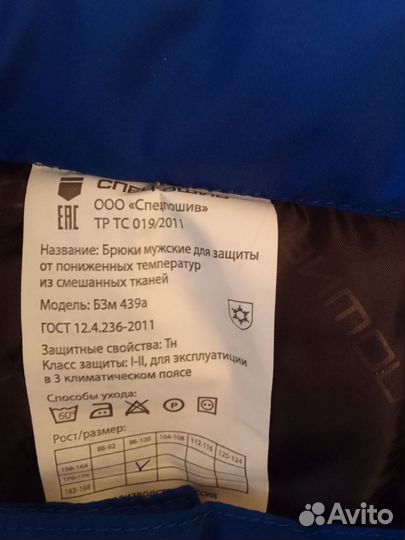 СПЕЦПОШИВ
EAC
ООО «Спецпошив»
ТР ТС 019/2011
Название: Брюки мужские для защиты
от пониженных температур
из смешанных тканей
Модель: БЗм 439а
ГОСТ 12.4.236-2011
Защитные свойства: Тн
Класс защиты: I-II, для эксплуатиции
в 3 климатическом поясе
Способы ухода:
60° P
Рост/размер:
88-92 96-100 104-108 112-116 120-124
158-164
170-176
182-188
Avito